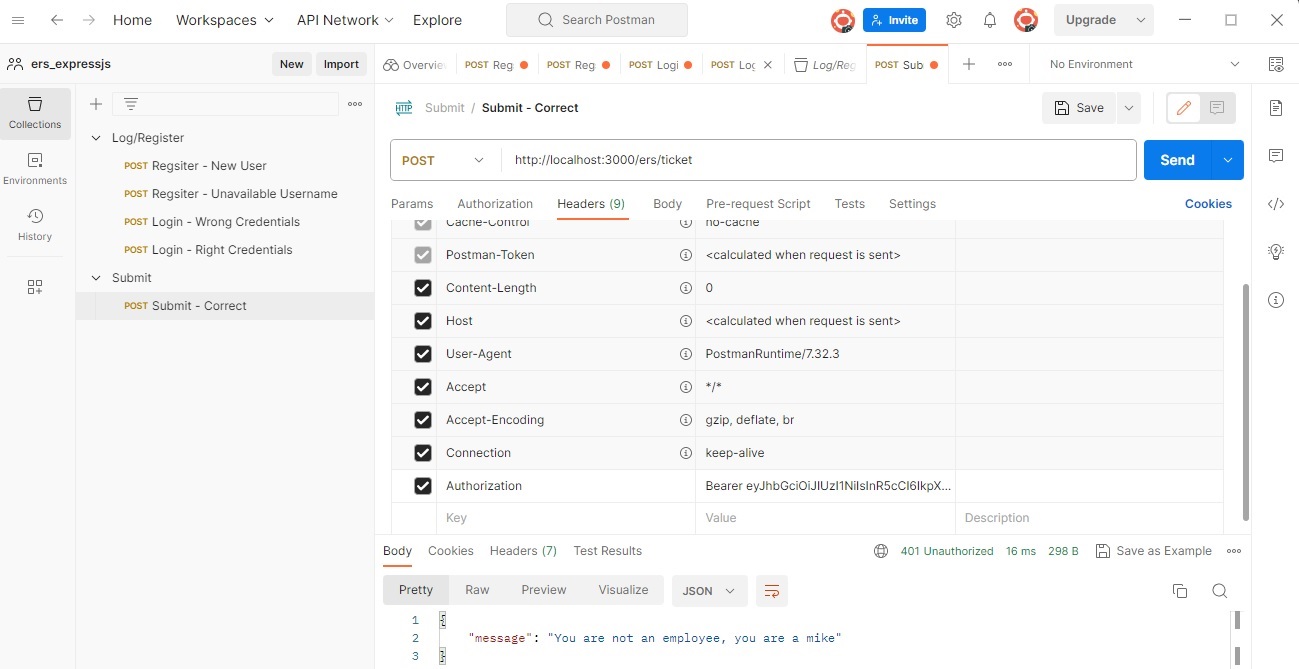 Home Workspaces API Network Explore Search Postman Invite Upgrade
ers_expressjs New Import Overvie POST Reg POST Reg POST Logi POST Log Log/Reg POST Sub No Environment
Collections
Environments
History
Log/Register
POST Regsiter - New User
POST Regsiter - Unavailable Username
POST Login - Wrong Credentials
POST Login - Right Credentials
Submit
POST Submit - Correct
HTTP Submit / Submit - Correct Save
POST http://localhost:3000/ers/ticket Send
Params Authorization Headers (9) Body Pre-request Script Tests Settings Cookies
Cache-Control no-cache
Postman-Token <calculated when request is sent>
Content-Length 0
Host <calculated when request is sent>
User-Agent PostmanRuntime/7.32.3
Accept */*
Accept-Encoding gzip, deflate, br
Connection keep-alive
Authorization Bearer eyJhbGciOiJIUzI1NiIsInR5cCI6IkpX...
Key Value Description
Body Cookies Headers (7) Test Results 401 Unauthorized 16 ms 298 B Save as Example
Pretty Raw Preview Visualize JSON
1 {
2 "message": "You are not an employee, you are a mike"
3 }